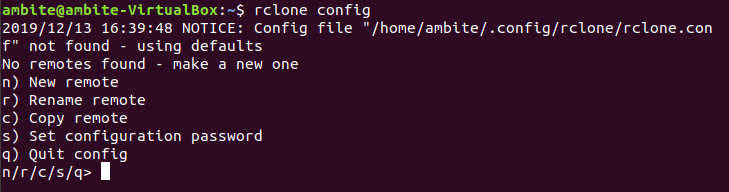 ambite@ambite-VirtualBox:~$ rclone config
2019/12/13 16:39:48 NOTICE: Config file "/home/ambite/.config/rclone/rclone.con
f" not found - using defaults
No remotes found - make a new one
n) New remote
r) Rename remote
c) Copy remote
s) Set configuration password
q) Quit config
n/r/c/s/q>